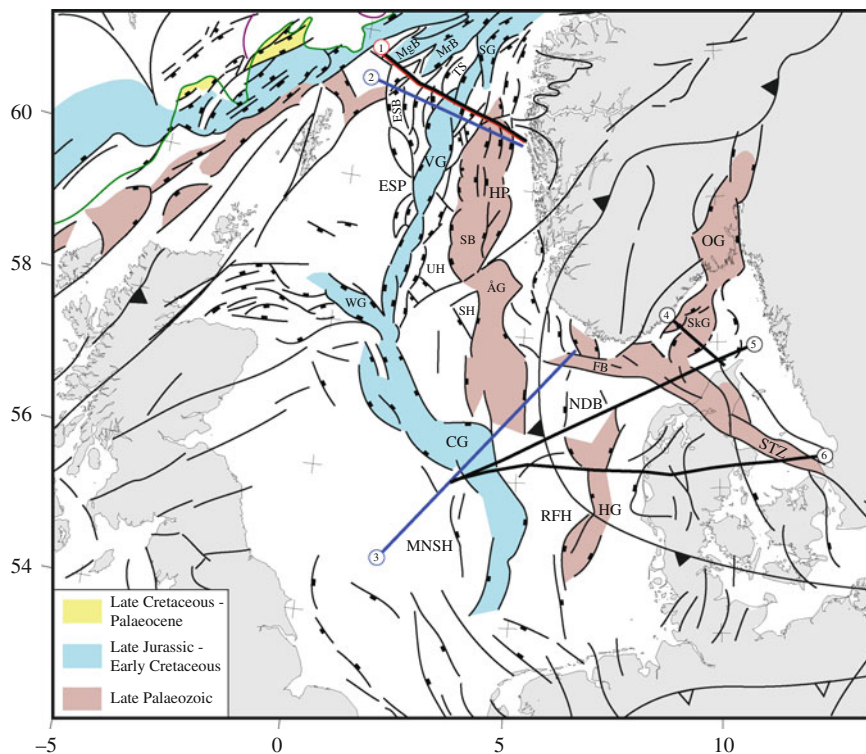 1
MgB
MrB
SG
2
TS
60
ESB
VG
ESP
HP
SB
OG
58
UH
ÅG
WG
SH
4
SkG
5
FB
56
NDB
CG
STZ
6
RFH
HG
MNSH
3
54
Late Cretaceous -
Palaeocene
Late Jurassic -
Early Cretaceous
Late Palaeozoic
–5
0
5
10